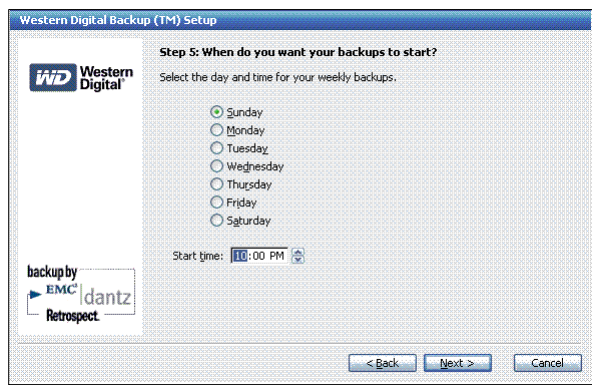 Western Digital Backup (TM) Setup
WD Western
Digital®
Step 5: When do you want your backups to start?
Select the day and time for your weekly backups.
Sunday
Monday
Tuesday
Wednesday
Thursday
Friday
Saturday
Start time: 10:00 PM
backup by
EMC² dantz
Retrospect.
< Back
Next >
Cancel